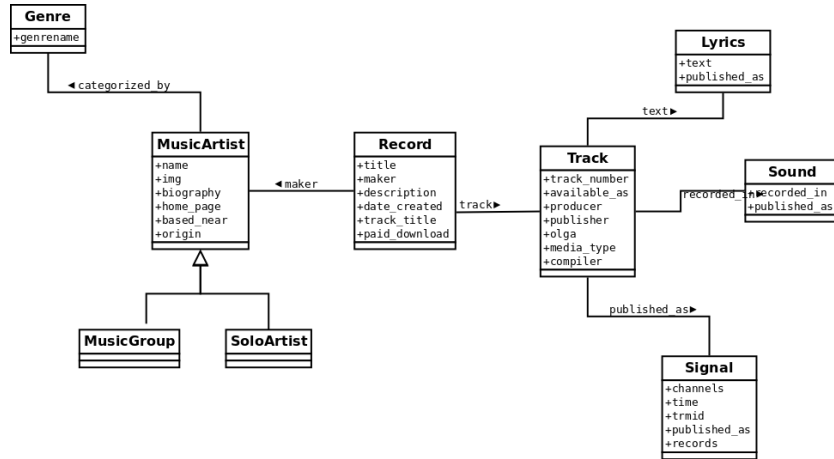 Genre
+genrename
◄ categorized_by
Lyrics
+text
+published_as
text►
MusicArtist
+name
+img
+biography
+home_page
+based_near
+origin
◄ maker
Record
+title
+maker
+description
+date_created
+track_title
+paid_download
track►
Track
+track_number
+available_as
+producer
+publisher
+olga
+media_type
+compiler
recorded_in►
Sound
+recorded_in
+published_as
published_as►
MusicGroup
SoloArtist
Signal
+channels
+time
+trmid
+published_as
+records